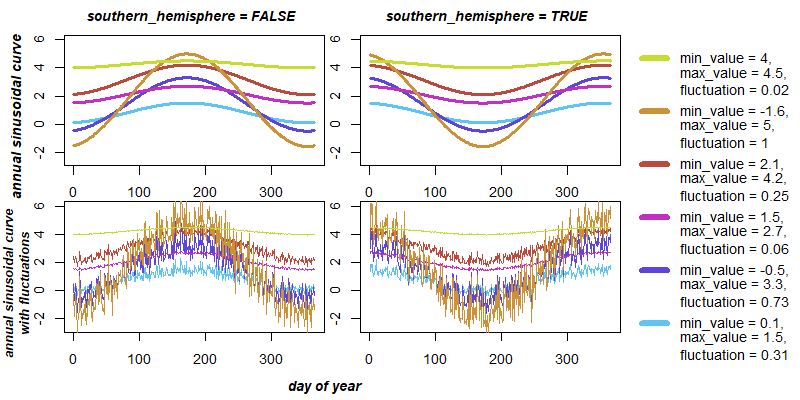 southern_hemisphere = FALSE
southern_hemisphere = TRUE
annual sinusoidal curve
6
4
2
0
-2
0
100
200
300
6
4
2
0
-2
0
100
200
300
annual sinusoidal curve
with fluctuations
6
4
2
0
-2
0
100
200
300
6
4
2
0
-2
0
100
200
300
day of year
min_value = 4,
max_value = 4.5,
fluctuation = 0.02
min_value = -1.6,
max_value = 5,
fluctuation = 1
min_value = 2.1,
max_value = 4.2,
fluctuation = 0.25
min_value = 1.5,
max_value = 2.7,
fluctuation = 0.06
min_value = -0.5,
max_value = 3.3,
fluctuation = 0.73
min_value = 0.1,
max_value = 1.5,
fluctuation = 0.31